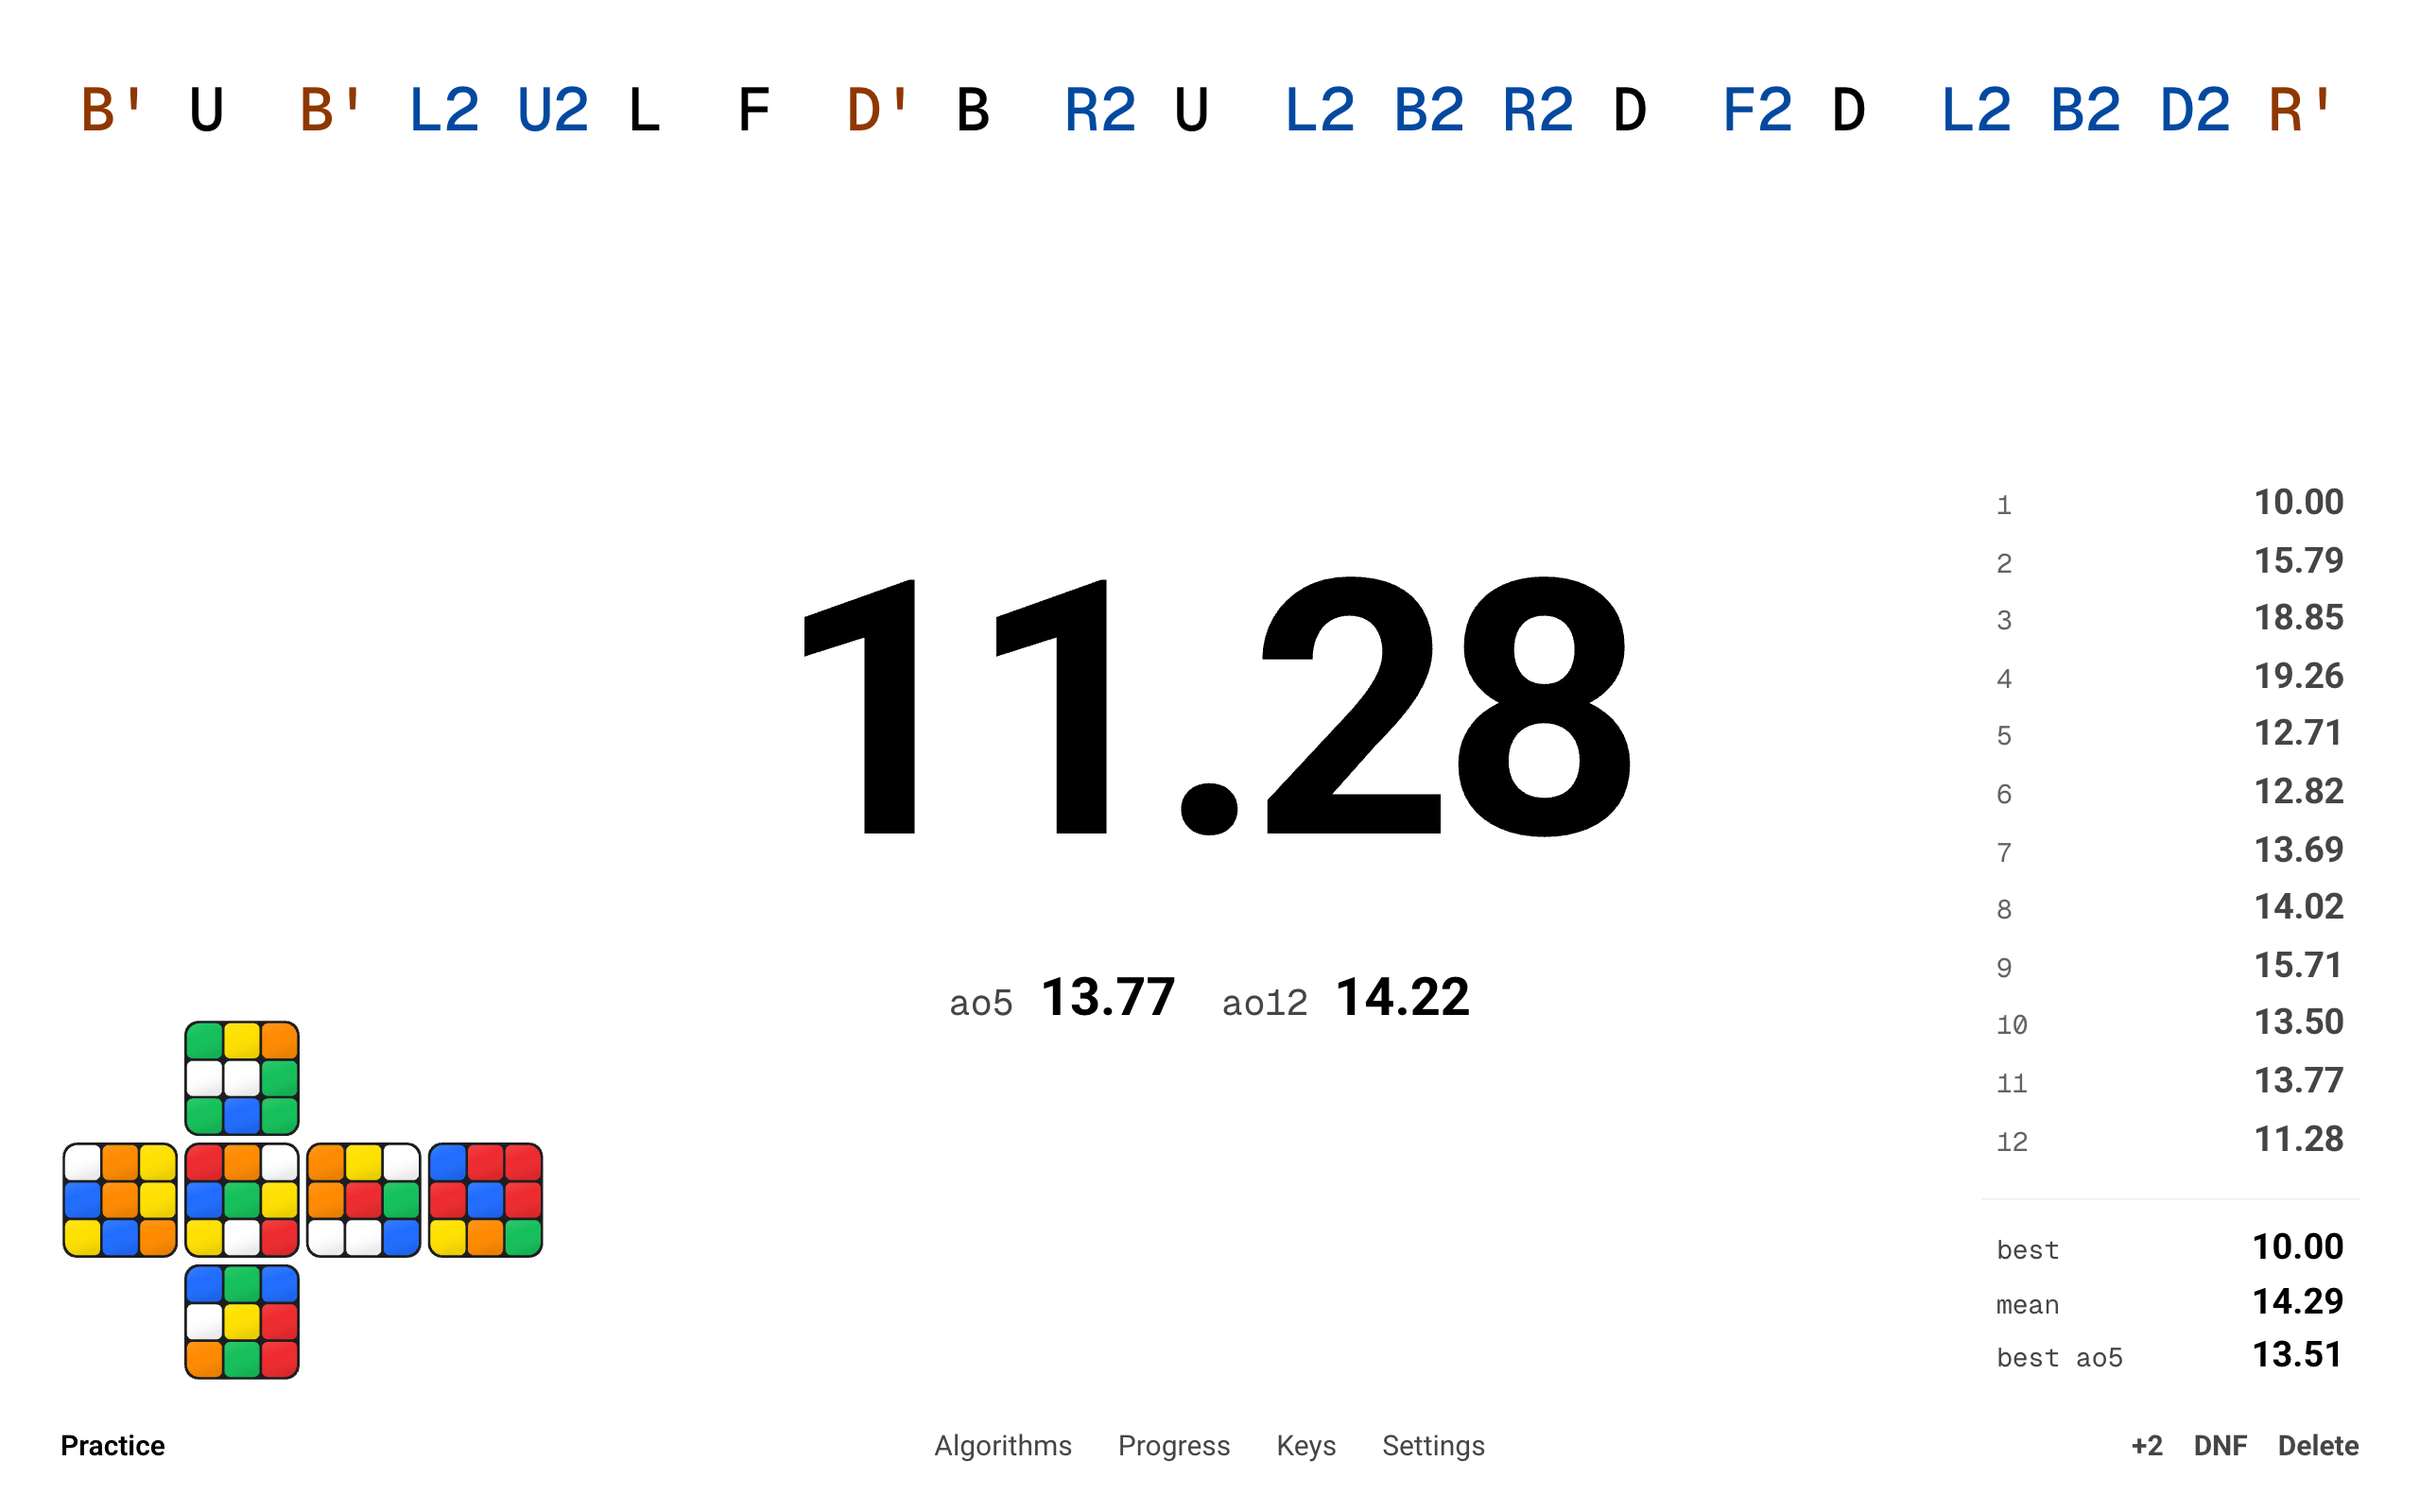 B' U B' L2 U2 L F D' B R2 U L2 B2 R2 D F2 D L2 B2 D2 R'
11.28
ao5 13.77 ao12 14.22
1 10.00
2 15.79
3 18.85
4 19.26
5 12.71
6 12.82
7 13.69
8 14.02
9 15.71
10 13.50
11 13.77
12 11.28
best 10.00
mean 14.29
best ao5 13.51
Practice Algorithms Progress Keys Settings +2 DNF Delete